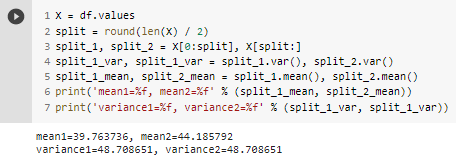 1 X = df.values
2 split = round(len(X) / 2)
3 split_1, split_2 = X[0:split], X[split:]
4 split_1_var, split_1_var = split_1.var(), split_2.var()
5 split_1_mean, split_2_mean = split_1.mean(), split_2.mean()
6 print('mean1=%f, mean2=%f' % (split_1_mean, split_2_mean))
7 print('variance1=%f, variance2=%f' % (split_1_var, split_1_var))
mean1=39.763736, mean2=44.185792
variance1=48.708651, variance2=48.708651